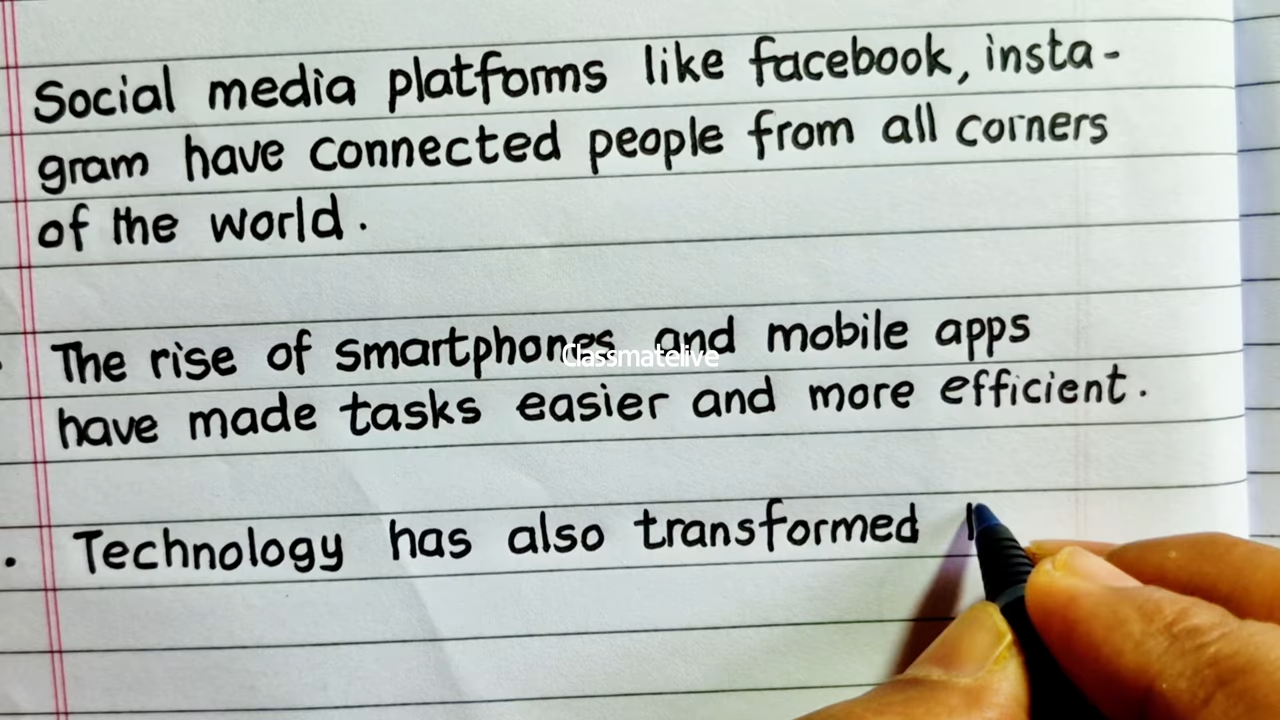 Social media platforms like facebook, insta-
gram have connected people from all corners
of the world.
The rise of smartphones and mobile apps
Classmatelive
have made tasks easier and more efficient.
. Technology has also transformed